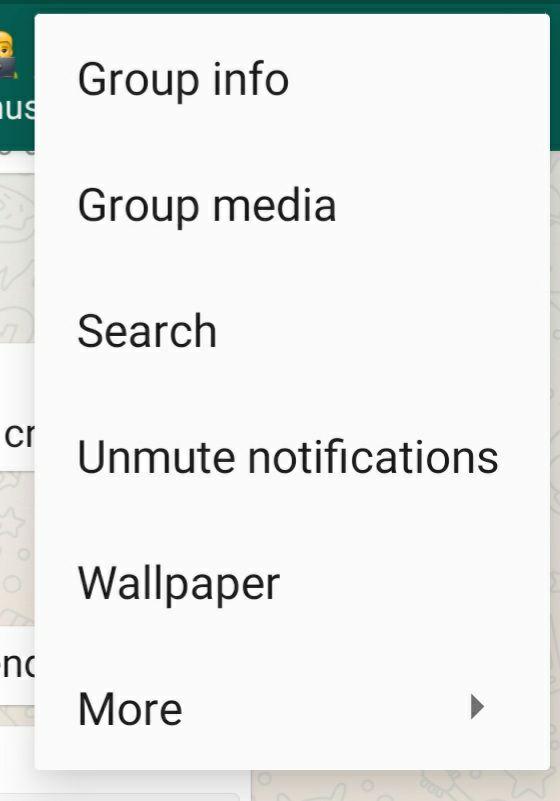 Group info
Group media
Search
Unmute notifications
Wallpaper
More